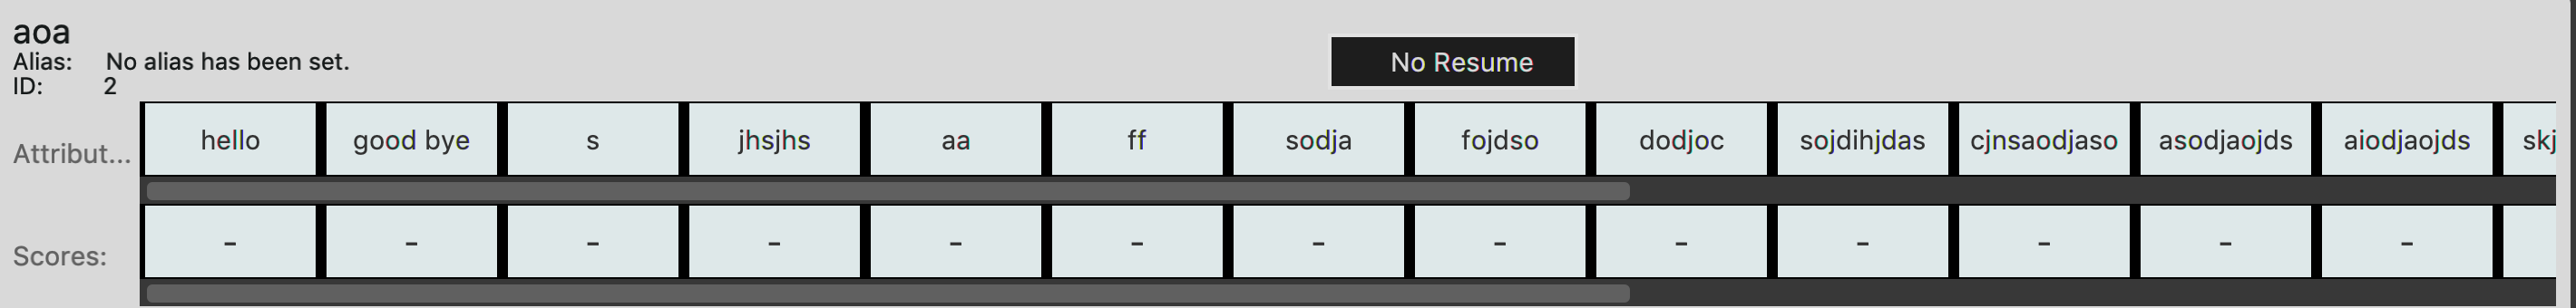 aoa
Alias: No alias has been set.
No Resume
ID: 2
Attribut... hello good bye s jhsjhs aa ff sodja fojdso dodjoc sojdihjdas cjnsaodjaso asodjaojds aiodjaojds skj
Scores: - - - - - - - - - - - - -